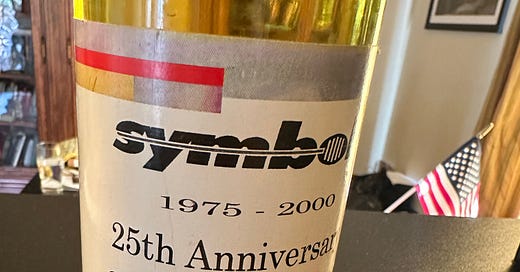 symbol
1975 - 2000
25th Anniversar